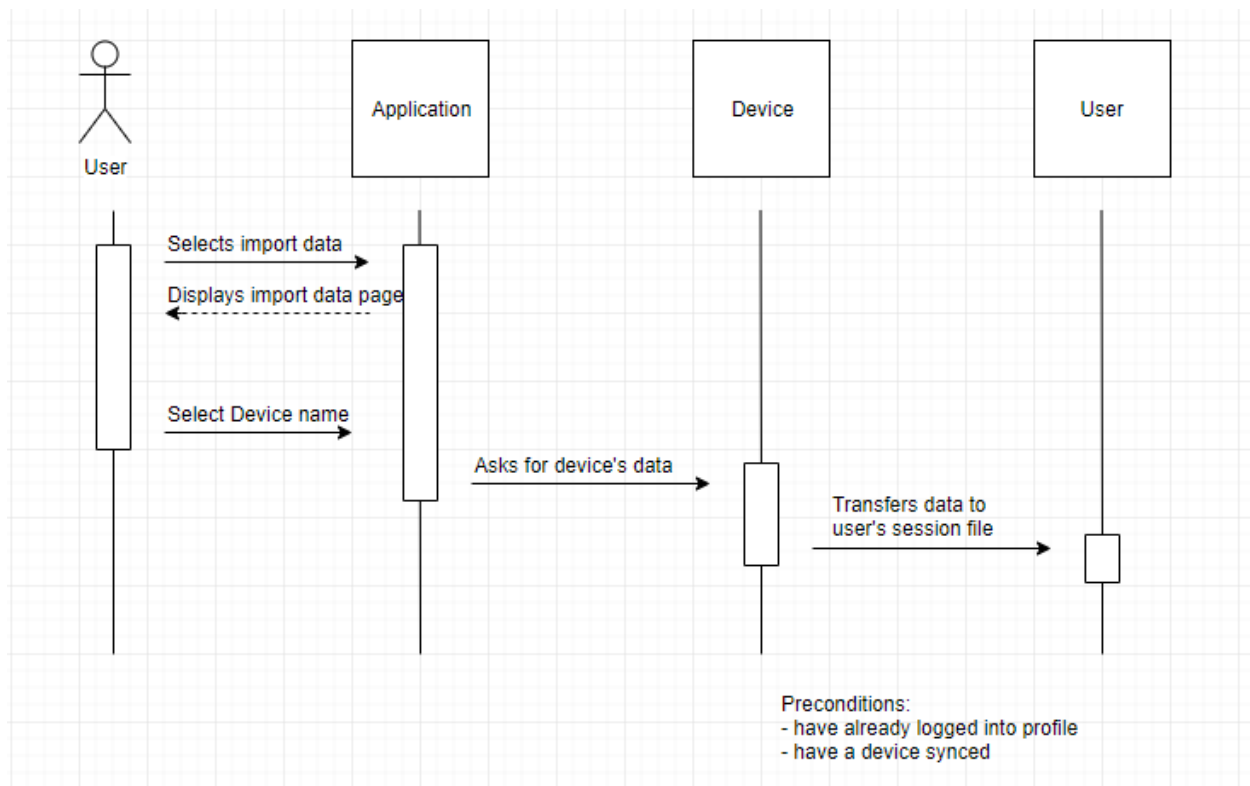 User
Application
Device
User
Selects import data
Displays import data page
Select Device name
Asks for device's data
Transfers data to
user's session file
Preconditions:
- have already logged into profile
- have a device synced